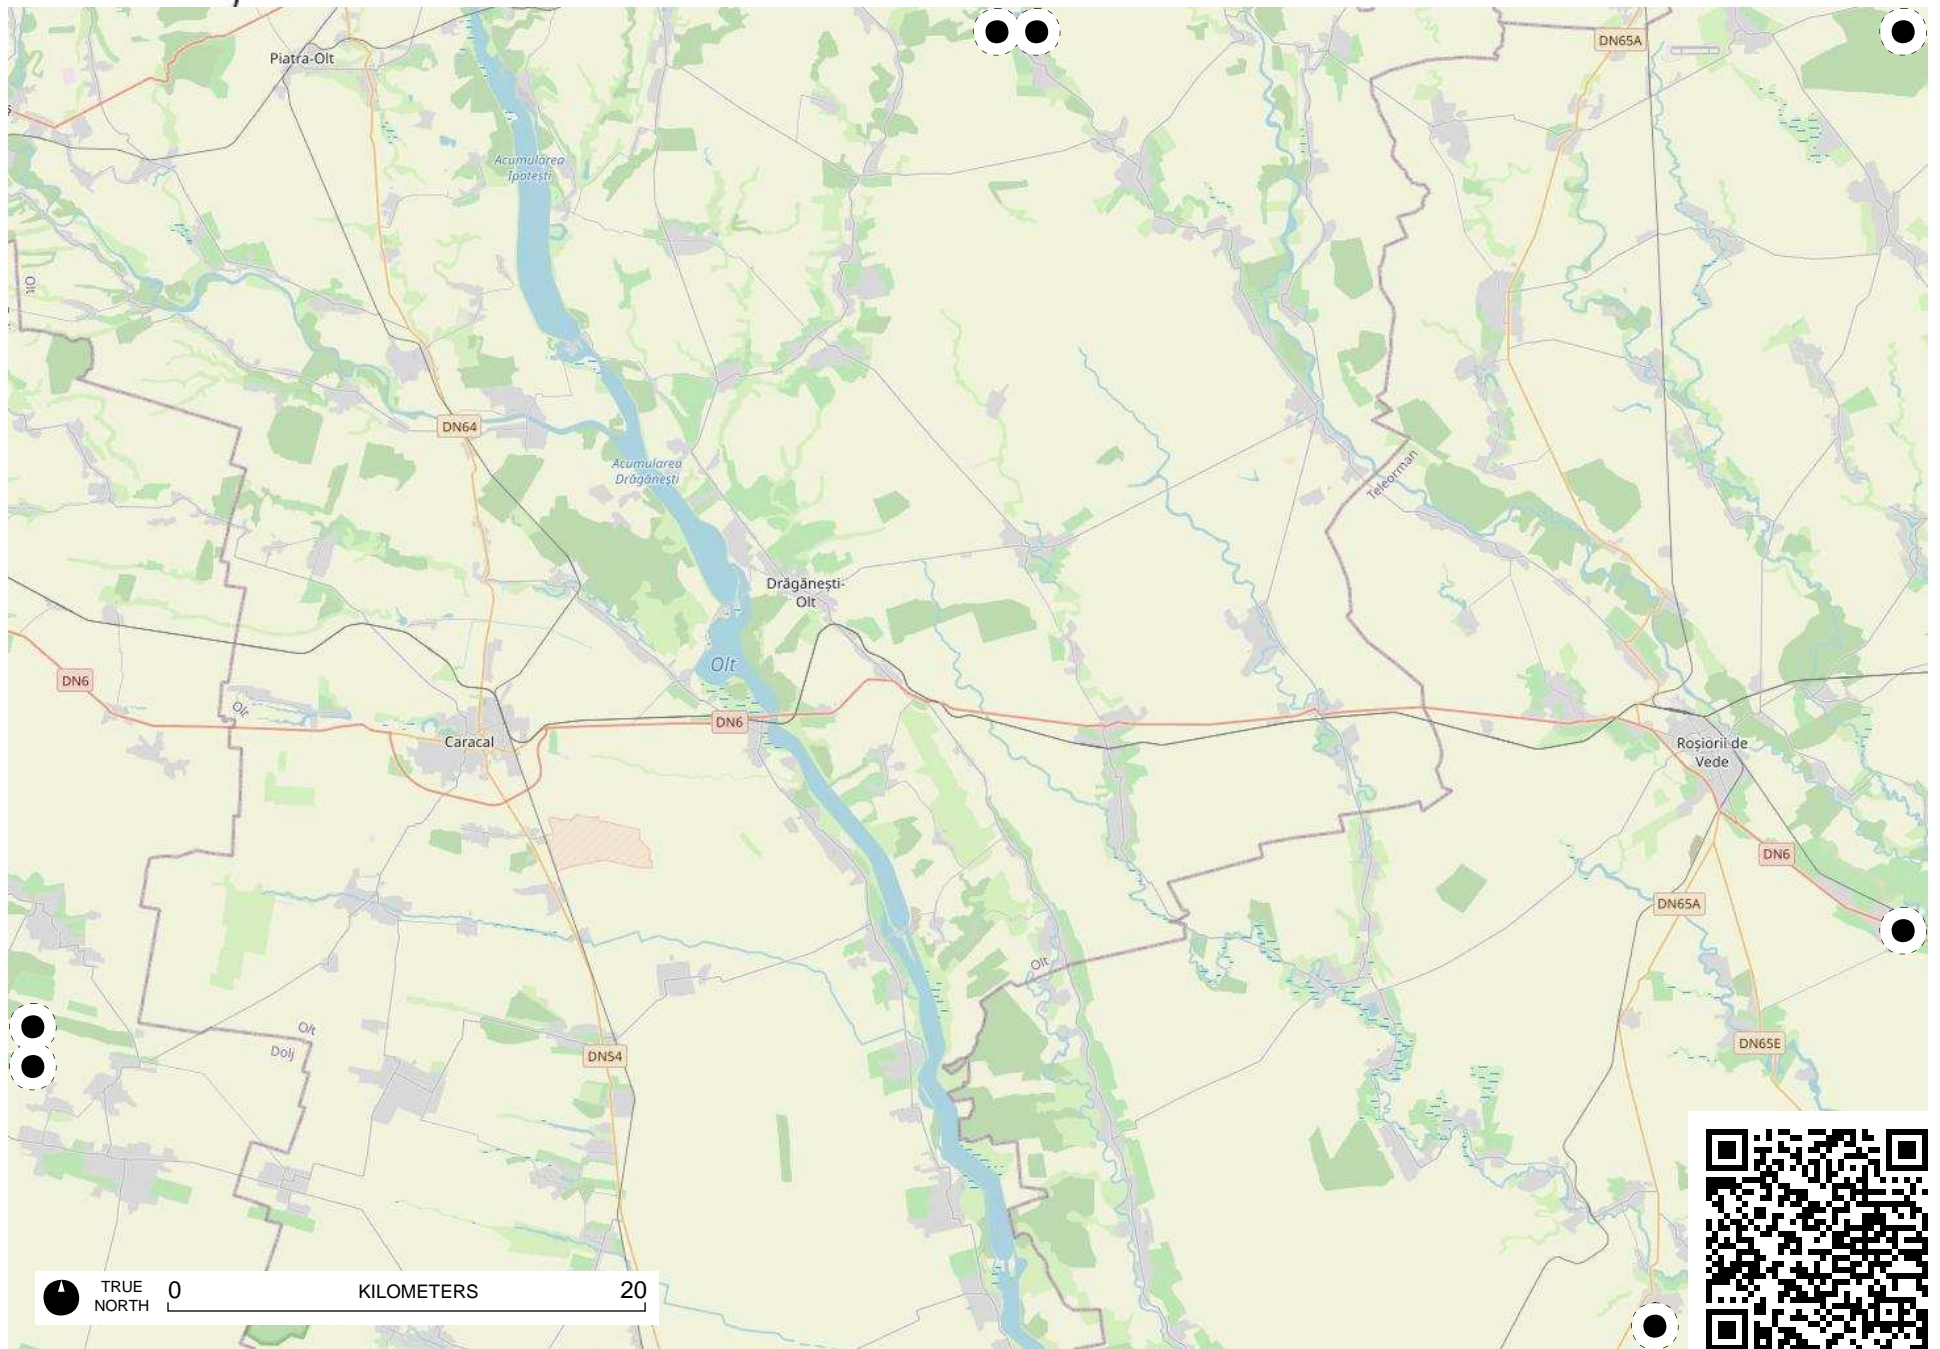 DN65A
Piatra-Olt
Acumularea
Ipotești
Olt
DN64
Acumularea
Drăgănești
Teleorman
Drăgănești-
Olt
Olt
DN6
Olt
DN6
Caracal
Roșiorii de
Vede
DN6
DN65A
Olt
Olt
Dolj
DN54
DN65E
TRUE
NORTH
0
KILOMETERS
20